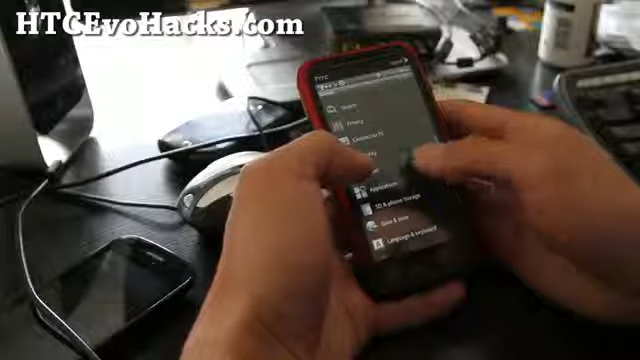 HTCEvoHacks.com
hTC
Search
Privacy
Connect to PC
Applications
SD & phone storage
Date & time
Language & keyboard